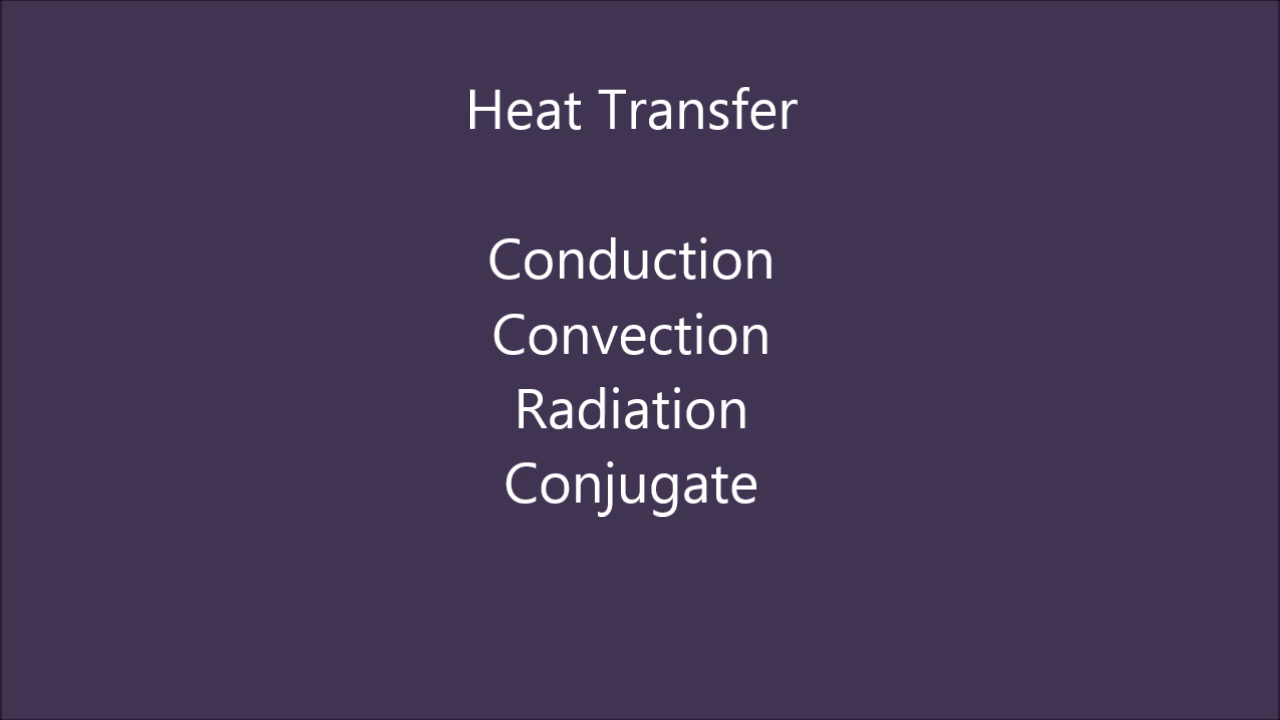 Heat Transfer
Conduction
Convection
Radiation
Conjugate